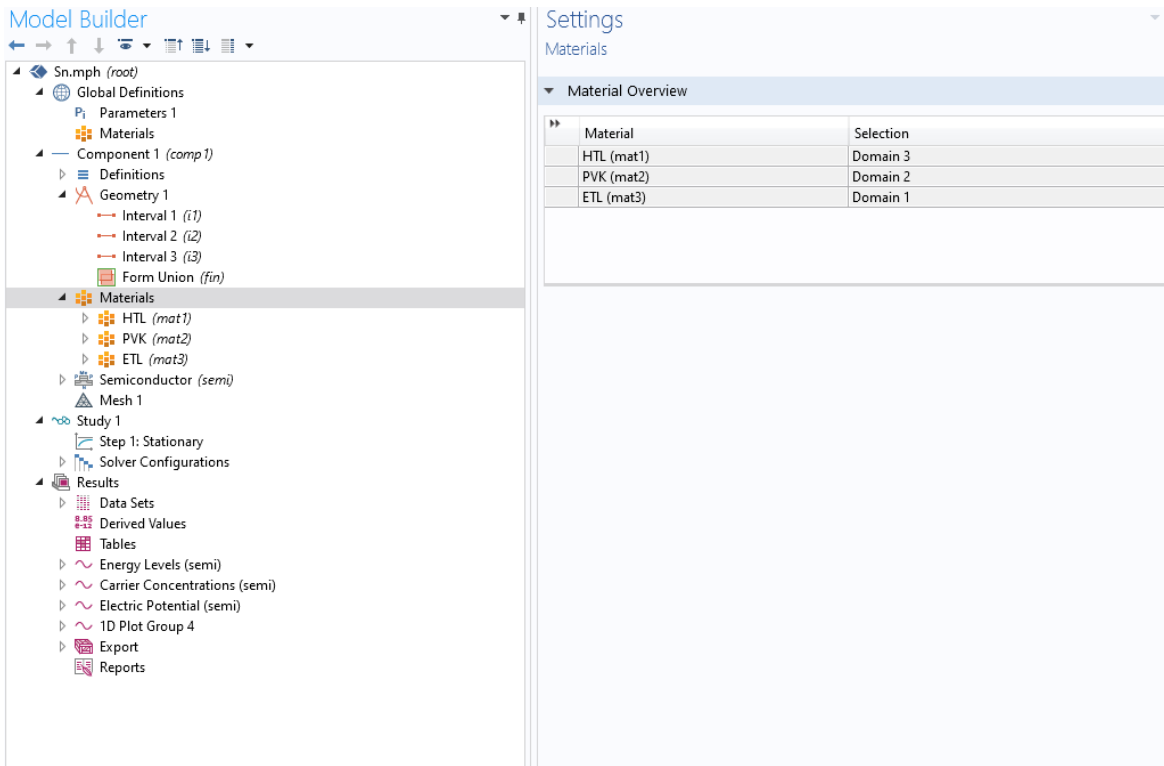 Model Builder
Sn.mph (root)
Global Definitions
Pi Parameters 1
Materials
Component 1 (comp1)
Definitions
Geometry 1
Interval 1 (i1)
Interval 2 (i2)
Interval 3 (i3)
Form Union (fin)
Materials
HTL (mat1)
PVK (mat2)
ETL (mat3)
Semiconductor (semi)
Mesh 1
Study 1
Step 1: Stationary
Solver Configurations
Results
Data Sets
8.85
e-12
Derived Values
Tables
Energy Levels (semi)
Carrier Concentrations (semi)
Electric Potential (semi)
1D Plot Group 4
Export
Reports
Settings
Materials
Material Overview
Material Selection
HTL (mat1) Domain 3
PVK (mat2) Domain 2
ETL (mat3) Domain 1